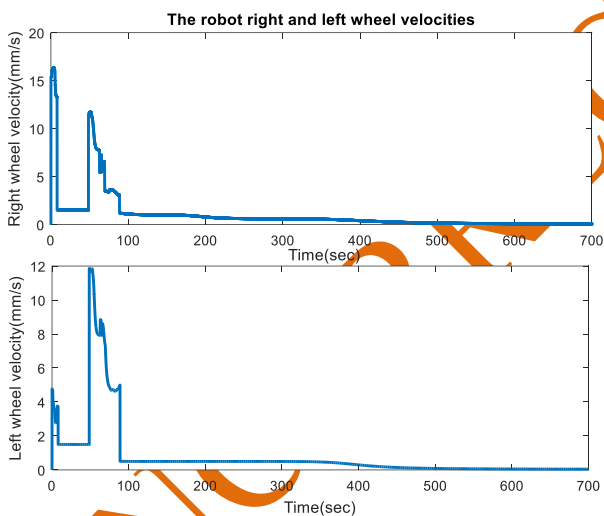 The robot right and left wheel velocities
Right wheel velocity(mm/s)
20
15
10
5
0
0 100 200 300 400 500 600 700
Time(sec)
Left wheel velocity(mm/s)
12
10
8
6
4
2
0
0 100 200 300 400 500 600 700
Time(sec)